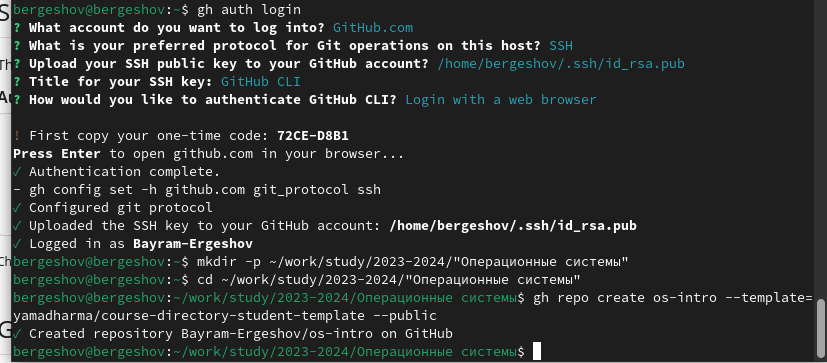 bergeshov@bergeshov:~$ gh auth login
? What account do you want to log into? GitHub.com
? What is your preferred protocol for Git operations on this host? SSH
? Upload your SSH public key to your GitHub account? /home/bergeshov/.ssh/id_rsa.pub
? Title for your SSH key: GitHub CLI
? How would you like to authenticate GitHub CLI? Login with a web browser
! First copy your one-time code: 72CE-D8B1
Press Enter to open github.com in your browser...
✓ Authentication complete.
- gh config set -h github.com git_protocol ssh
✓ Configured git protocol
✓ Uploaded the SSH key to your GitHub account: /home/bergeshov/.ssh/id_rsa.pub
✓ Logged in as Bayram-Ergeshov
bergeshov@bergeshov:~$ mkdir -p ~/work/study/2023-2024/"Операционные системы"
bergeshov@bergeshov:~$ cd ~/work/study/2023-2024/"Операционные системы"
bergeshov@bergeshov:~/work/study/2023-2024/Операционные системы$ gh repo create os-intro --template=
yamadharma/course-directory-student-template --public
✓ Created repository Bayram-Ergeshov/os-intro on GitHub
bergeshov@bergeshov:~/work/study/2023-2024/Операционные системы$